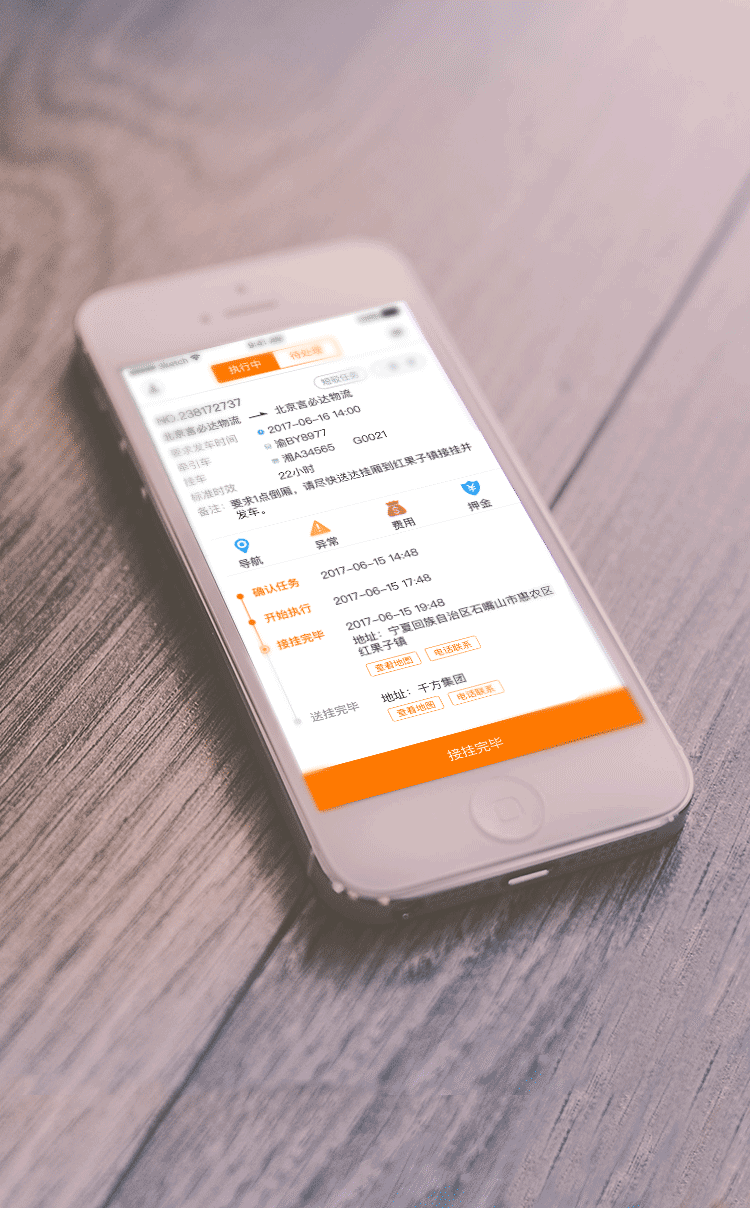 Sketch 9:41 AM 100%
执行中 待处理
NO.238172737 短驳任务
北京言必达物流 北京言必达物流
要求发车时间 2017-06-16 14:00
牵引车 渝BY8977
挂车 湘A34565 G0021
标准时效 22小时
备注: 要求1点倒厢,请尽快送达挂厢到红果子镇接挂并
发车。
导航 异常 费用 押金
确认任务 2017-06-15 14:48
开始执行 2017-06-15 17:48
接挂完毕 2017-06-15 19:48
地址:宁夏回族自治区石嘴山市惠农区
红果子镇
查看地图 电话联系
送挂完毕 地址:千方集团
查看地图 电话联系
接挂完毕